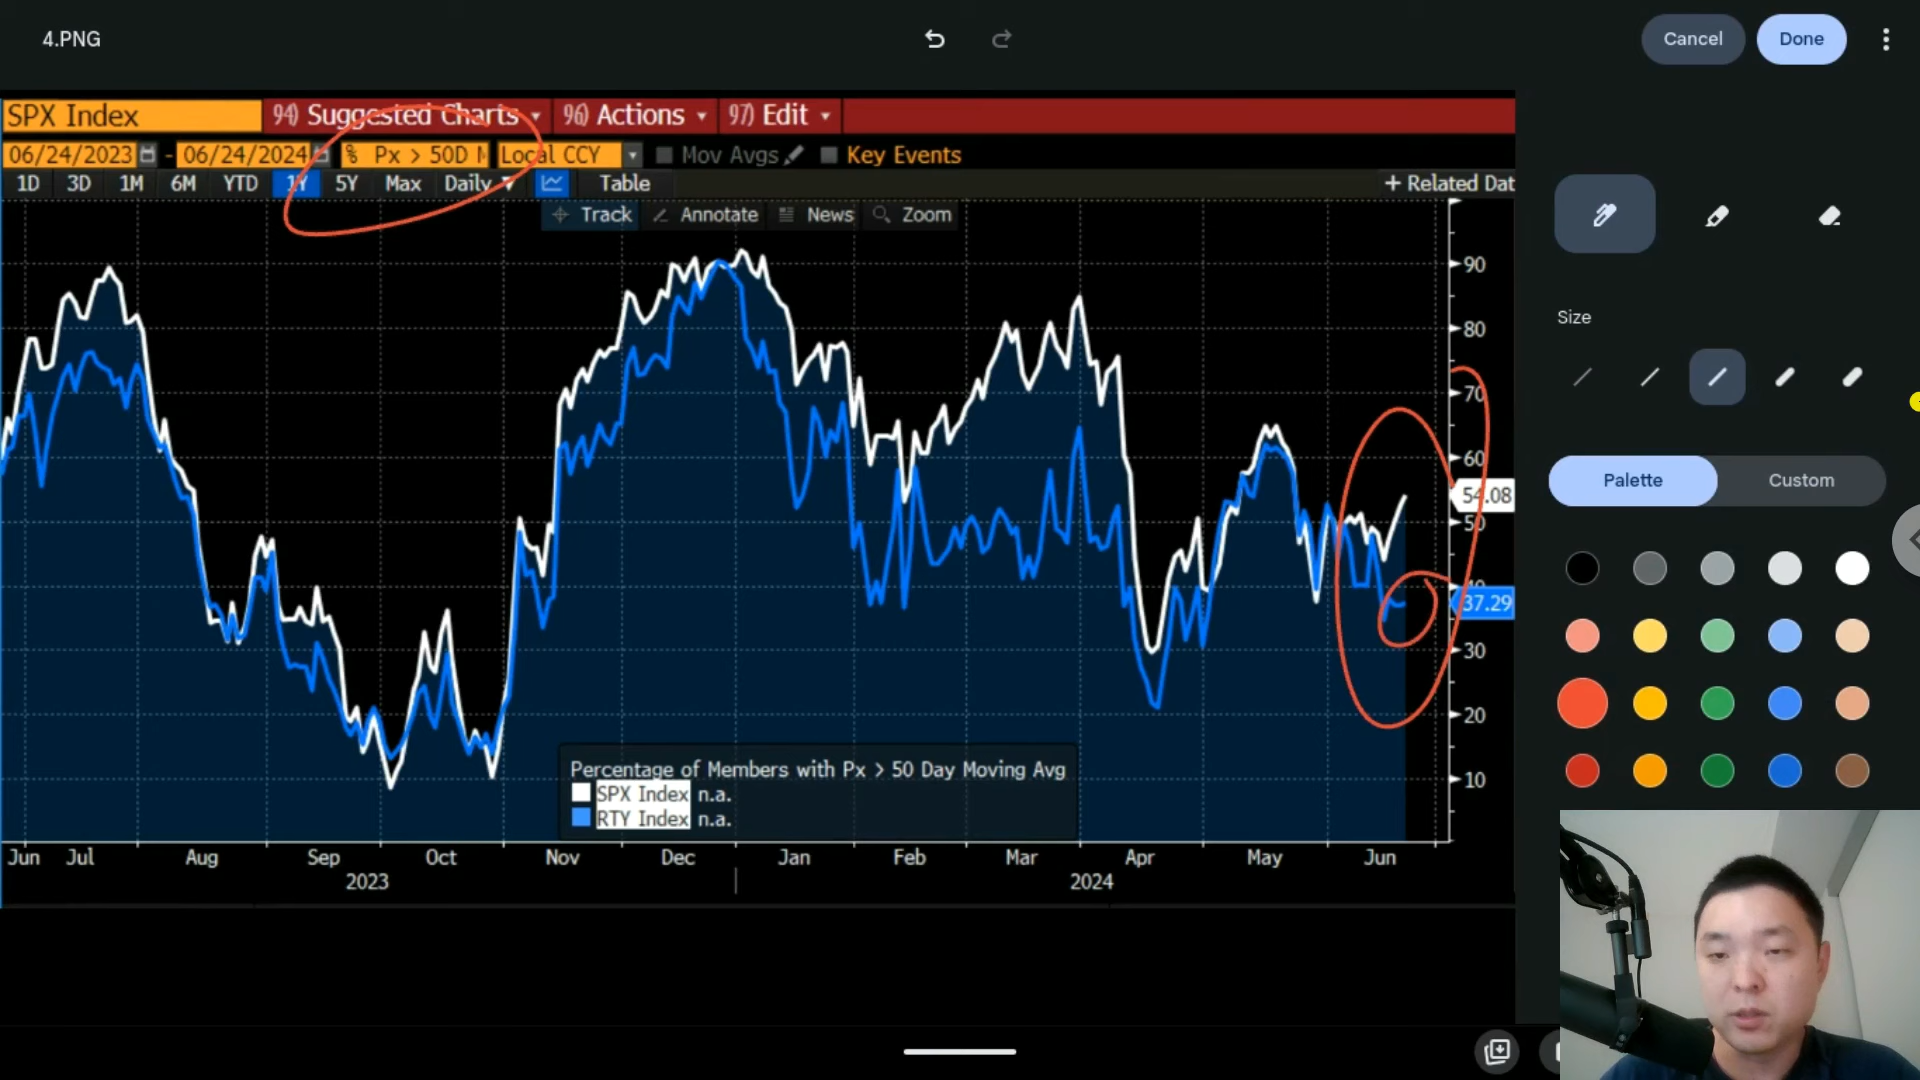 4.PNG
Cancel
Done
SPX Index 94) Suggested Charts 96) Actions 97) Edit
06/24/2023 - 06/24/2024 % Px > 50D Local CCY Mov Avgs Key Events
1D 3D 1M 6M YTD 1Y 5Y Max Daily Table + Related Dat
Track Annotate News Zoom
90
80
70
60
54.08
50
40
37.29
30
20
10
Percentage of Members with Px > 50 Day Moving Avg
SPX Index n.a.
RTY Index n.a.
Jun Jul Aug Sep Oct Nov Dec Jan Feb Mar Apr May Jun
2023 2024
Size
Palette Custom